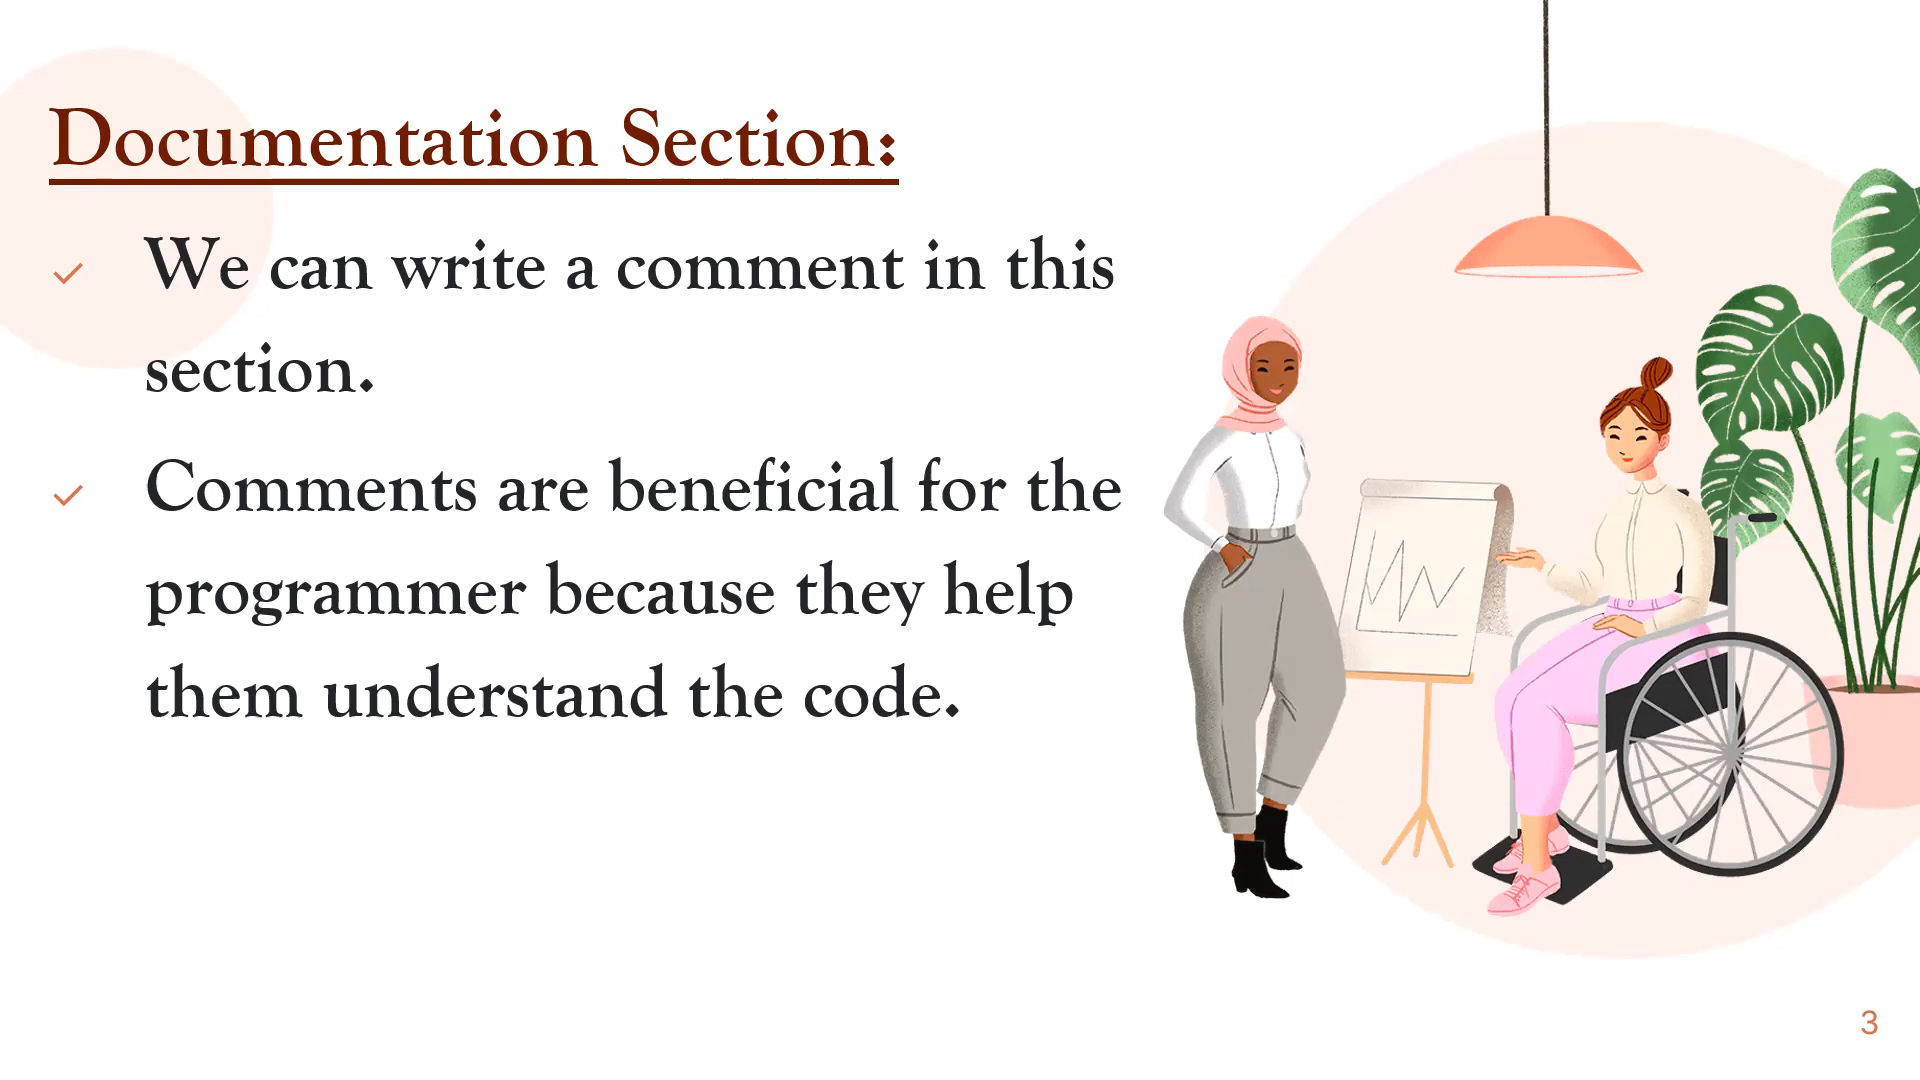 Documentation Section:
We can write a comment in this
section.
Comments are beneficial for the
programmer because they help
them understand the code.
3